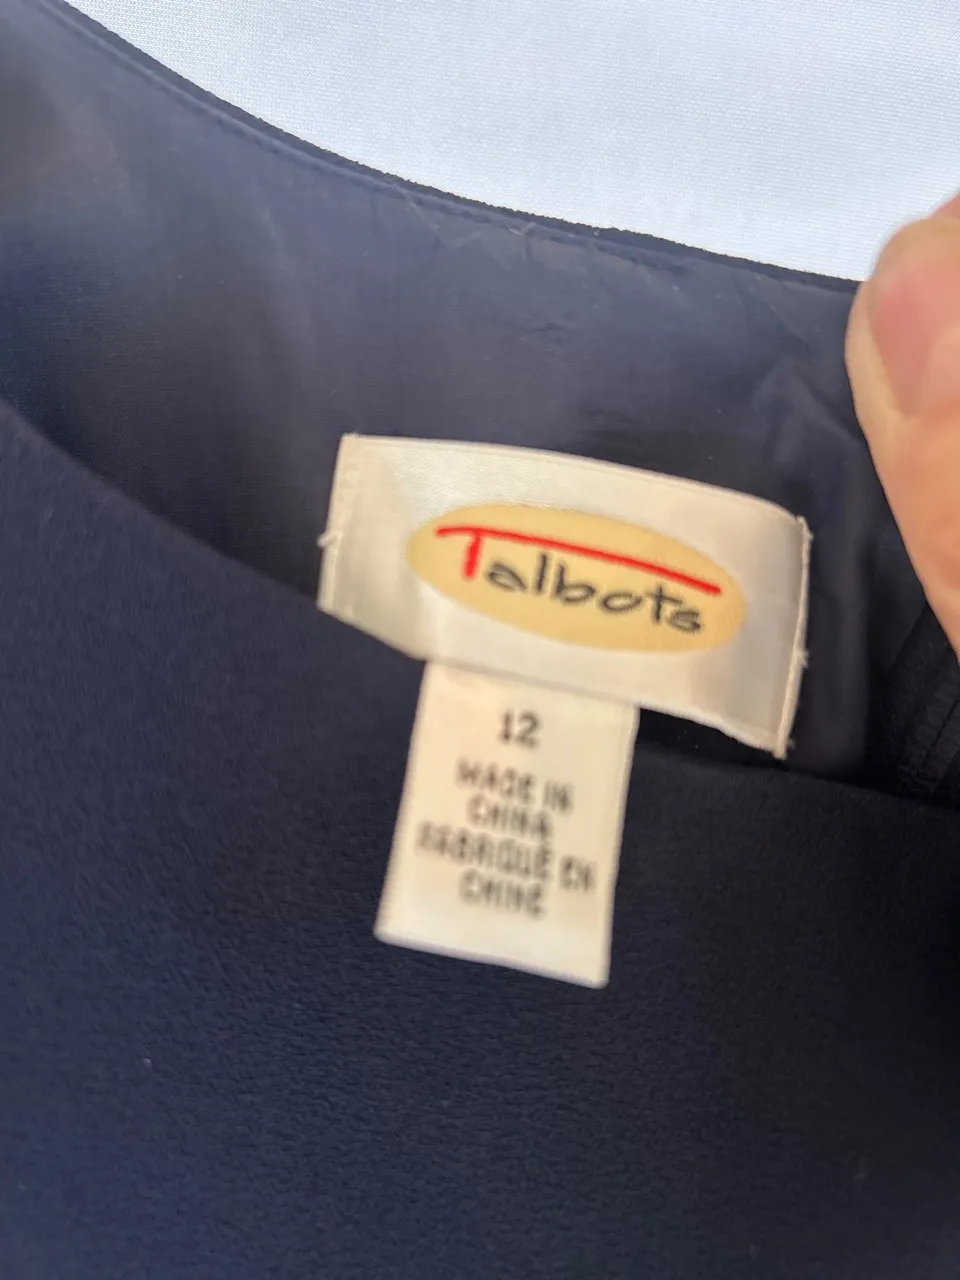 Talbots
12
MADE IN
CHINA
FABRIQUÉ EN
CHINE